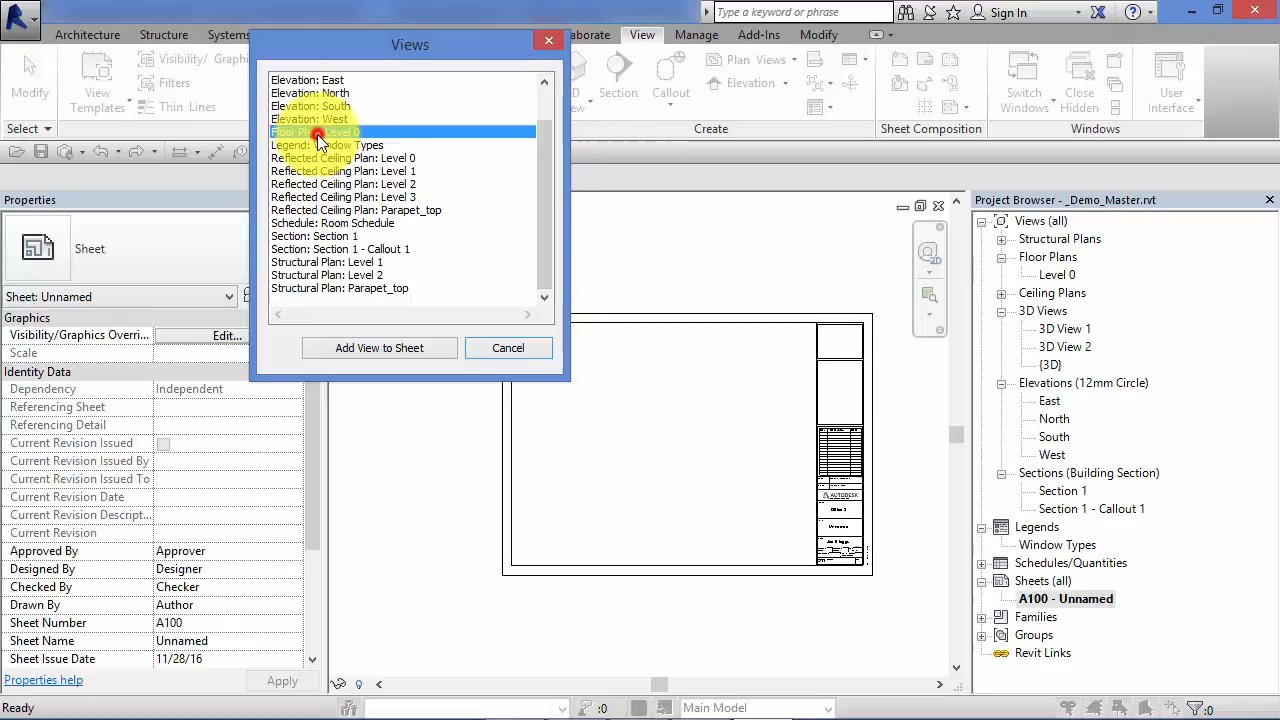 Type a keyword or phrase
Sign In
Architecture
Structure
Systems
View
Manage
Add-Ins
Modify
Modify
Select
View
Templates
Visibility/
Filters
Thin Lines
Section
Callout
Plan Views
Elevation
Create
Sheet Composition
Switch
Windows
Close
Hidden
Windows
User
Interface
Views
Elevation: East
Elevation: North
Elevation: South
Elevation: West
Floor Plan: Level 0
Legend: Window Types
Reflected Ceiling Plan: Level 0
Reflected Ceiling Plan: Level 1
Reflected Ceiling Plan: Level 2
Reflected Ceiling Plan: Level 3
Reflected Ceiling Plan: Parapet_top
Schedule: Room Schedule
Section: Section 1
Section: Section 1 - Callout 1
Structural Plan: Level 1
Structural Plan: Level 2
Structural Plan: Parapet_top
Add View to Sheet
Cancel
Properties
Sheet
Sheet: Unnamed
Graphics
Visibility/Graphics Overri...
Edit...
Scale
Identity Data
Dependency Independent
Referencing Sheet
Referencing Detail
Current Revision Issued
Current Revision Issued By
Current Revision Issued To
Current Revision Date
Current Revision Descript...
Current Revision
Approved By Approver
Designed By Designer
Checked By Checker
Drawn By Author
Sheet Number A100
Sheet Name Unnamed
Sheet Issue Date 11/28/16
Properties help
Apply
AUTODESK
2D
Project Browser - _Demo_Master.rvt
Views (all)
Structural Plans
Floor Plans
Level 0
Ceiling Plans
3D Views
3D View 1
3D View 2
{3D}
Elevations (12mm Circle)
East
North
South
West
Sections (Building Section)
Section 1
Section 1 - Callout 1
Legends
Window Types
Schedules/Quantities
Sheets (all)
A100 - Unnamed
Families
Groups
Revit Links
Ready
:0
Main Model
:0